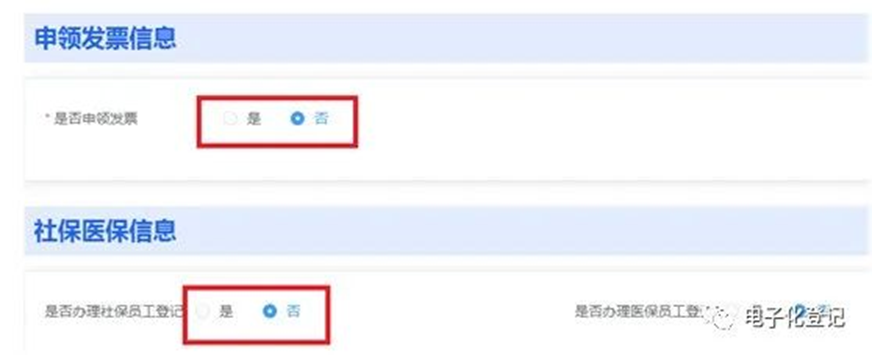 申领发票信息
* 是否申领发票 是 否
社保医保信息
是否办理社保员工登记 是 否 是否办理医保员工登
电子化登记